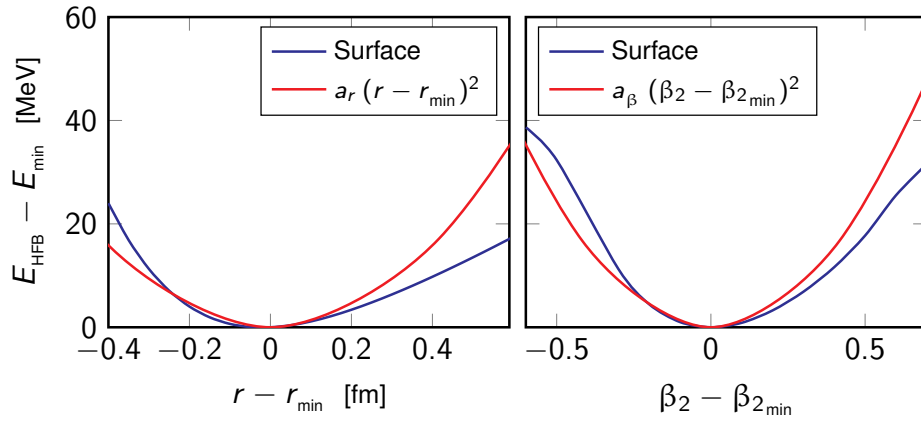 E_HFB − E_min [MeV]
60
40
20
0
Surface
a_r (r − r_min)²
−0.4
−0.2
0
0.2
0.4
r − r_min [fm]
Surface
a_β (β₂ − β₂_min)²
−0.5
0
0.5
β₂ − β₂_min